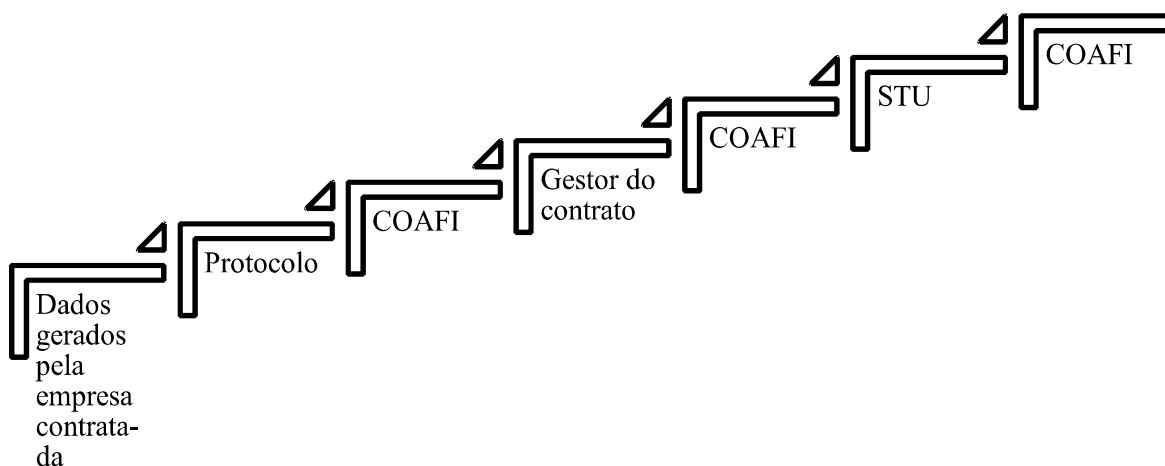 Dados
gerados
pela
empresa
contrata-
da
Protocolo
COAFI
Gestor do
contrato
COAFI
STU
COAFI